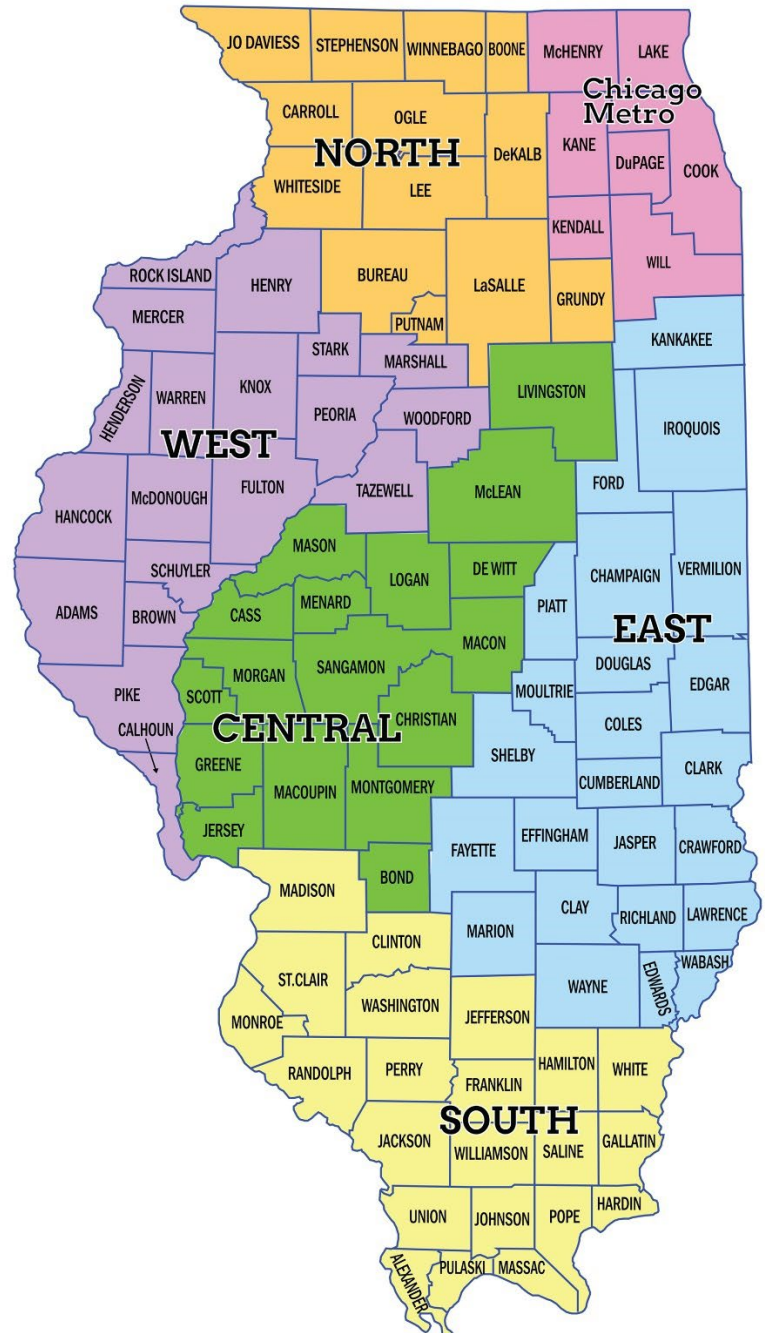 JO DAVIESS
STEPHENSON
WINNEBAGO
BOONE
McHENRY
LAKE
Chicago
Metro
CARROLL
OGLE
DeKALB
KANE
DuPAGE
COOK
NORTH
WHITESIDE
LEE
KENDALL
WILL
ROCK ISLAND
HENRY
BUREAU
LaSALLE
GRUNDY
MERCER
PUTNAM
KANKAKEE
STARK
MARSHALL
HENDERSON
WARREN
KNOX
PEORIA
WOODFORD
LIVINGSTON
IROQUOIS
WEST
FORD
HANCOCK
McDONOUGH
FULTON
TAZEWELL
McLEAN
MASON
SCHUYLER
LOGAN
DE WITT
CHAMPAIGN
VERMILION
ADAMS
BROWN
CASS
MENARD
PIATT
EAST
MACON
SANGAMON
DOUGLAS
PIKE
SCOTT
MORGAN
MOULTRIE
EDGAR
CALHOUN
CENTRAL
CHRISTIAN
COLES
GREENE
SHELBY
CLARK
MACOUPIN
MONTGOMERY
CUMBERLAND
JERSEY
FAYETTE
EFFINGHAM
JASPER
CRAWFORD
MADISON
BOND
CLAY
RICHLAND
LAWRENCE
CLINTON
MARION
WABASH
ST.CLAIR
WAYNE
EDWARDS
WASHINGTON
JEFFERSON
MONROE
RANDOLPH
PERRY
HAMILTON
WHITE
FRANKLIN
SOUTH
JACKSON
WILLIAMSON
SALINE
GALLATIN
UNION
JOHNSON
POPE
HARDIN
ALEXANDER
PULASKI
MASSAC